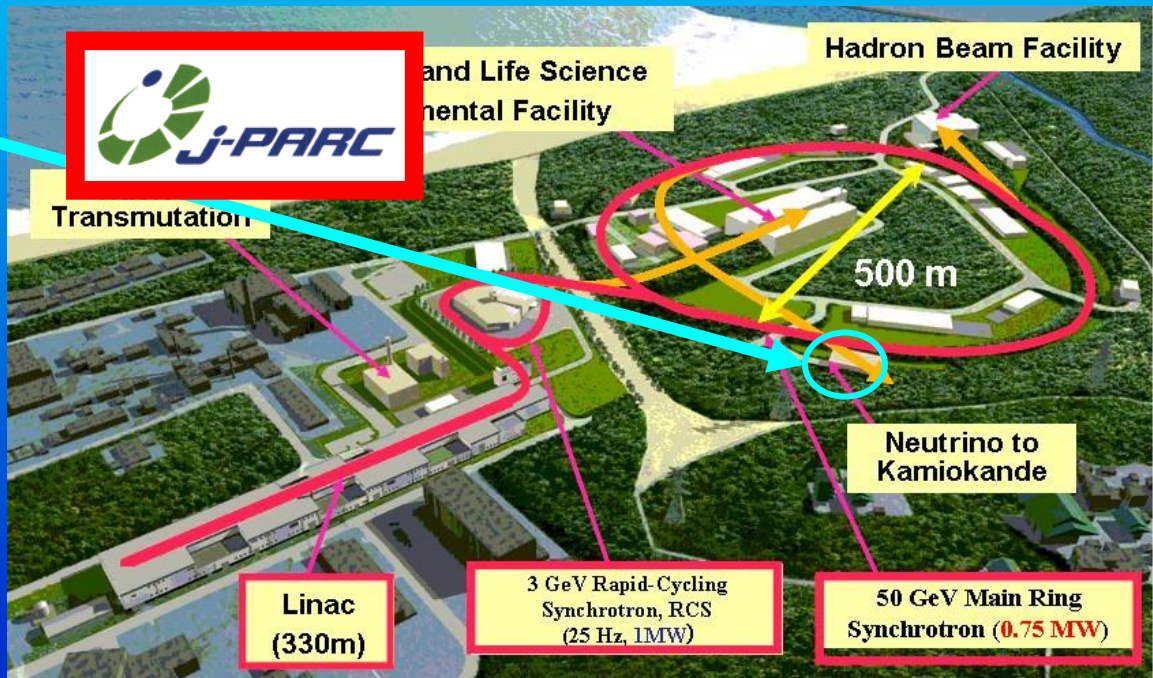 Hadron Beam Facility
and Life Science
mental Facility
J-PARC
Transmutation
500 m
Neutrino to
Kamiokande
Linac
(330m)
3 GeV Rapid-Cycling
Synchrotron, RCS
(25 Hz, 1MW)
50 GeV Main Ring
Synchrotron (0.75 MW)